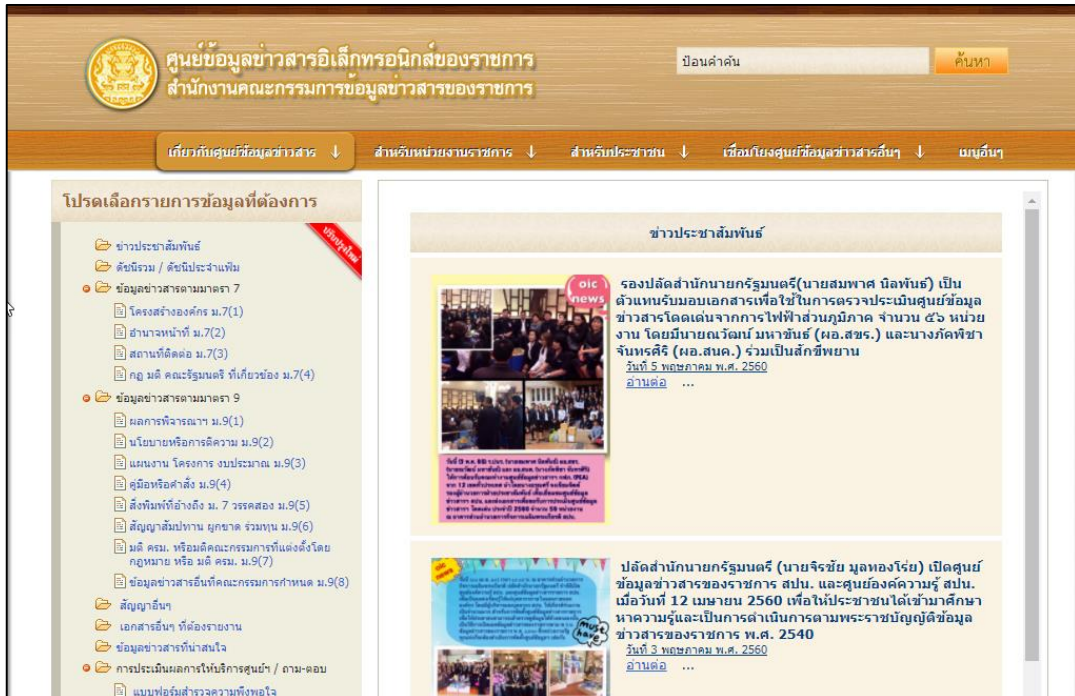 ศูนย์ข้อมูลข่าวสารอิเล็กทรอนิกส์ของราชการ
สำนักงานคณะกรรมการข้อมูลข่าวสารของราชการ
ป้อนคำค้น
ค้นหา
เกี่ยวกับศูนย์ข้อมูลข่าวสาร ↓ สำหรับหน่วยงานราชการ ↓ สำหรับประชาชน ↓ เชื่อมโยงศูนย์ข้อมูลข่าวสารอื่นๆ ↓ เมนูอื่นๆ
โปรดเลือกรายการข้อมูลที่ต้องการ
ปรับปรุงใหม่
ข่าวประชาสัมพันธ์
ดัชนีรวม / ดัชนีประจำแฟ้ม
ข้อมูลข่าวสารตามมาตรา 7
โครงสร้างองค์กร ม.7(1)
อำนาจหน้าที่ ม.7(2)
สถานที่ติดต่อ ม.7(3)
กฎ มติ คณะรัฐมนตรี ที่เกี่ยวข้อง ม.7(4)
ข้อมูลข่าวสารตามมาตรา 9
ผลการพิจารณาฯ ม.9(1)
นโยบายหรือการตีความ ม.9(2)
แผนงาน โครงการ งบประมาณ ม.9(3)
คู่มือหรือคำสั่ง ม.9(4)
สิ่งพิมพ์ที่อ้างถึง ม. 7 วรรคสอง ม.9(5)
สัญญาสัมปทาน ผูกขาด ร่วมทุน ม.9(6)
มติ ครม. หรือมติคณะกรรมการที่แต่งตั้งโดย
กฎหมาย หรือ มติ ครม. ม.9(7)
ข้อมูลข่าวสารอื่นที่คณะกรรมการกำหนด ม.9(8)
สัญญาอื่นๆ
เอกสารอื่นๆ ที่ต้องรายงาน
ข้อมูลข่าวสารที่น่าสนใจ
การประเมินผลการให้บริการศูนย์ฯ / ถาม-ตอบ
แบบฟอร์มสำรวจความพึงพอใจ
ข่าวประชาสัมพันธ์
oic
news
รองปลัดสำนักนายกรัฐมนตรี(นายสมพาศ นิลพันธ์) เป็น
ตัวแทนรับมอบเอกสารเพื่อใช้ในการตรวจประเมินศูนย์ข้อมูล
ข่าวสารโดดเด่นจากการไฟฟ้าส่วนภูมิภาค จำนวน ๕๖ หน่วย
งาน โดยมีนายณวัฒน์ มหาขันธ์ (ผอ.สขร.) และนางภัคพิชา
จันทรศิริ (ผอ.สนค.) ร่วมเป็นสักขีพยาน
วันที่ 5 พฤษภาคม พ.ศ. 2560
อ่านต่อ ...
oic
news
must
have
ปลัดสำนักนายกรัฐมนตรี (นายจิรชัย มูลทองโร่ย) เปิดศูนย์
ข้อมูลข่าวสารของราชการ สปน. และศูนย์องค์ความรู้ สปน.
เมื่อวันที่ 12 เมษายน 2560 เพื่อให้ประชาชนได้เข้ามาศึกษา
หาความรู้และเป็นการดำเนินการตามพระราชบัญญัติข้อมูล
ข่าวสารของราชการ พ.ศ. 2540
วันที่ 3 พฤษภาคม พ.ศ. 2560
อ่านต่อ ...